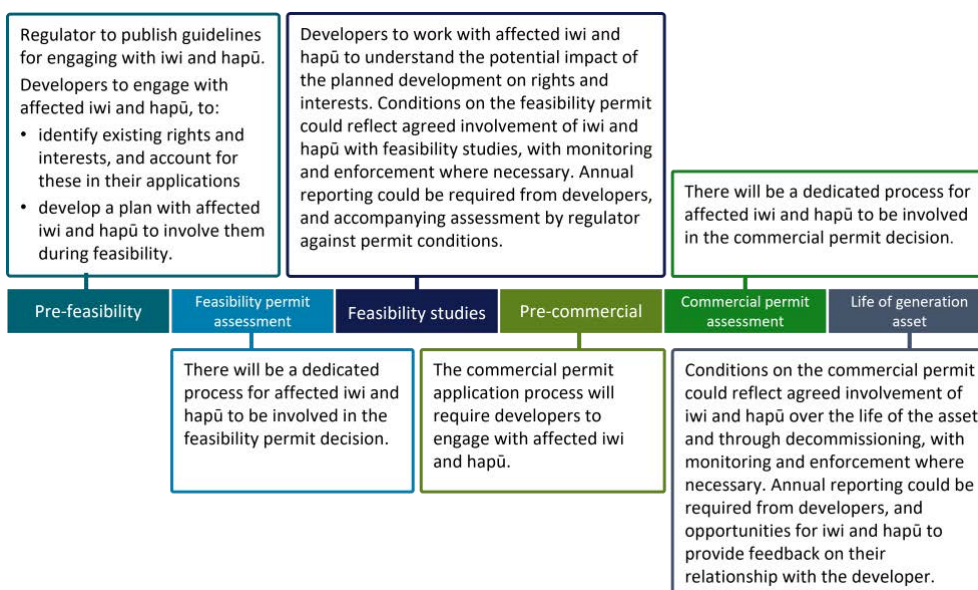 Regulator to publish guidelines
for engaging with iwi and hapū.
Developers to engage with
affected iwi and hapū, to:
• identify existing rights and
interests, and account for
these in their applications
• develop a plan with affected
iwi and hapū to involve them
during feasibility.
Developers to work with affected iwi and
hapū to understand the potential impact of
the planned development on rights and
interests. Conditions on the feasibility permit
could reflect agreed involvement of iwi and
hapū with feasibility studies, with monitoring
and enforcement where necessary. Annual
reporting could be required from developers,
and accompanying assessment by regulator
against permit conditions.
There will be a dedicated process for
affected iwi and hapū to be involved
in the commercial permit decision.
Pre-feasibility
Feasibility permit
assessment
Feasibility studies
Pre-commercial
Commercial permit
assessment
Life of generation
asset
There will be a dedicated
process for affected iwi and
hapū to be involved in the
feasibility permit decision.
The commercial permit
application process will
require developers to
engage with affected iwi
and hapū.
Conditions on the commercial permit
could reflect agreed involvement of
iwi and hapū over the life of the asset
and through decommissioning, with
monitoring and enforcement where
necessary. Annual reporting could be
required from developers, and
opportunities for iwi and hapū to
provide feedback on their
relationship with the developer.